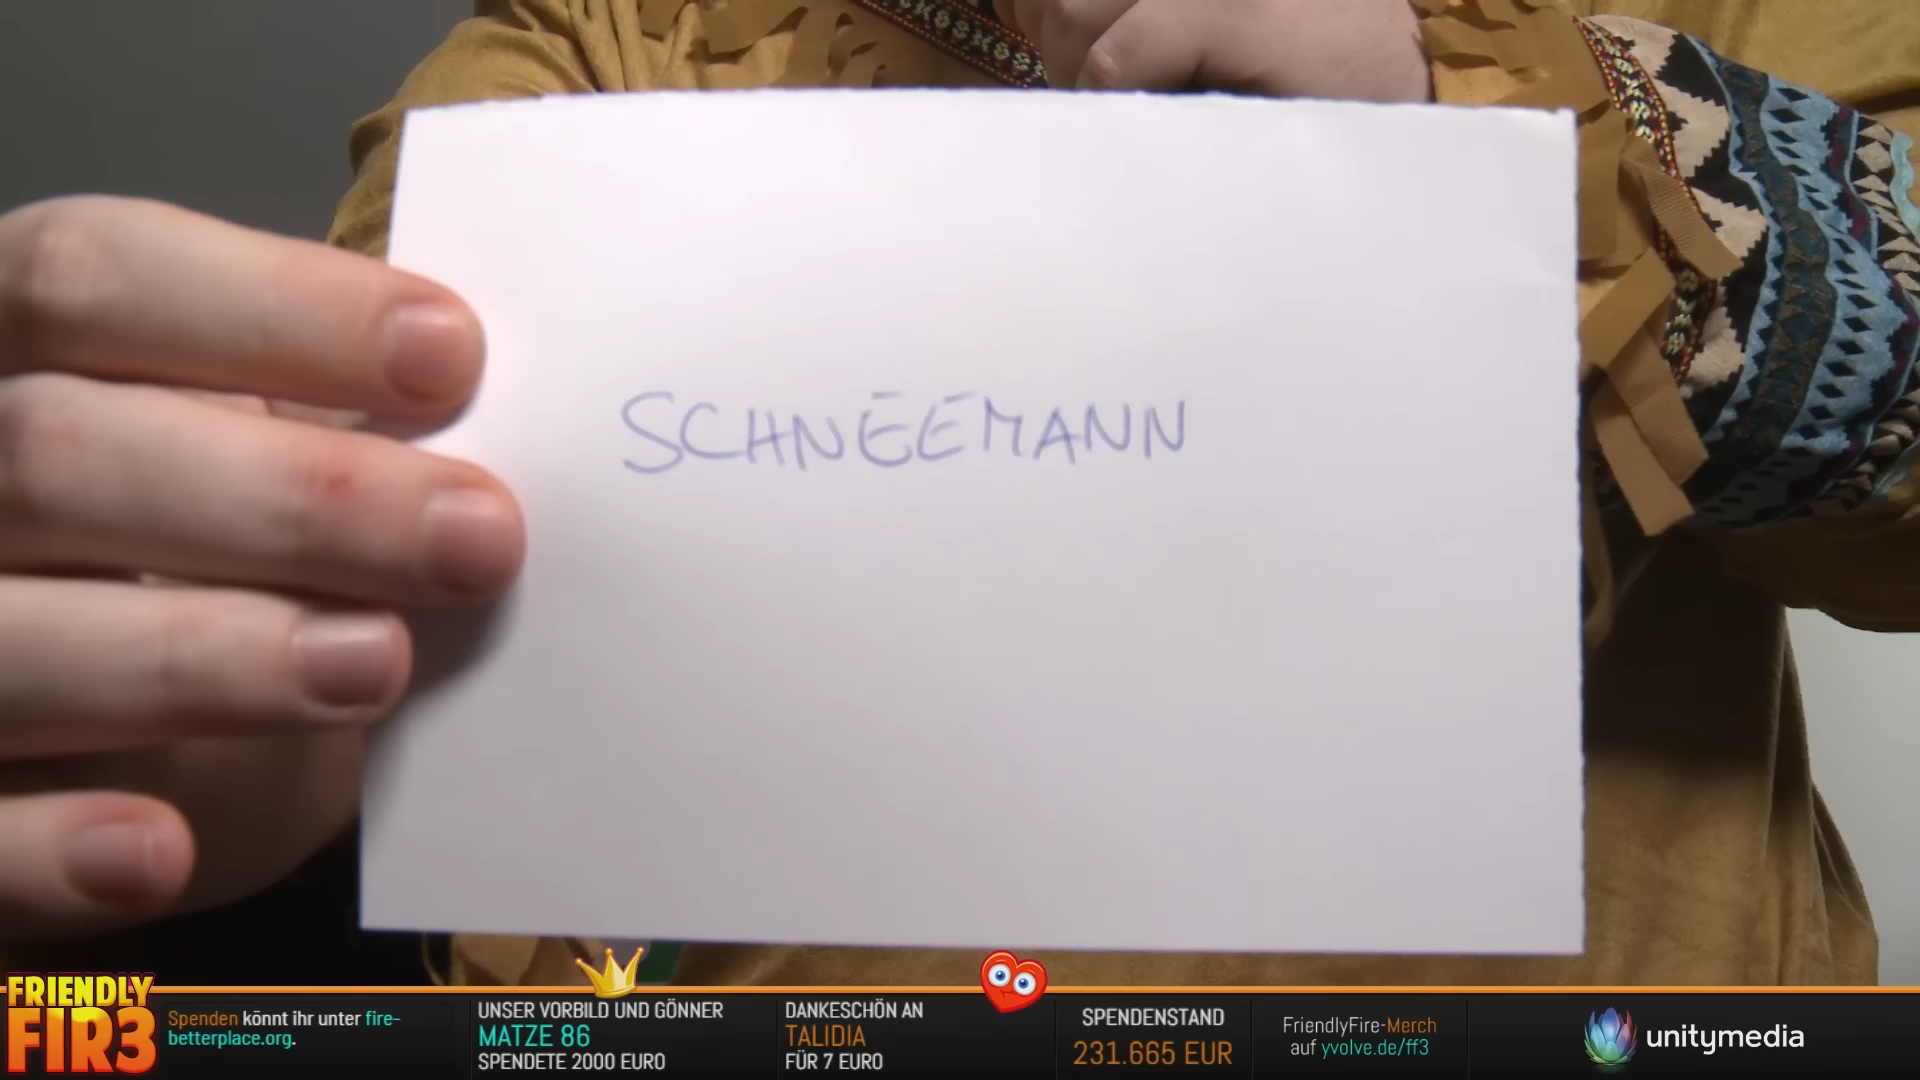 SCHNEEMANN
FRIENDLY
FIR3
Spenden könnt ihr unter fire-
betterplace.org.
UNSER VORBILD UND GÖNNER
MATZE 86
SPENDETE 2000 EURO
DANKESCHÖN AN
TALIDIA
FÜR 7 EURO
SPENDENSTAND
231.665 EUR
FriendlyFire-Merch
auf yvolve.de/ff3
unitymedia